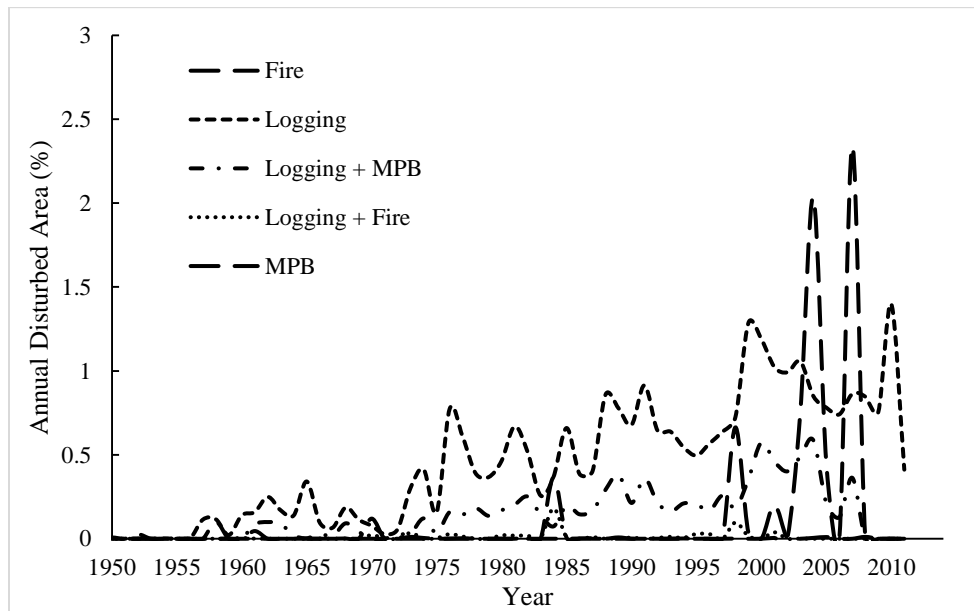 3
2.5
2
1.5
1
0.5
0
Annual Disturbed Area (%)
Fire
Logging
Logging + MPB
Logging + Fire
MPB
1950 1955 1960 1965 1970 1975 1980 1985 1990 1995 2000 2005 2010
Year